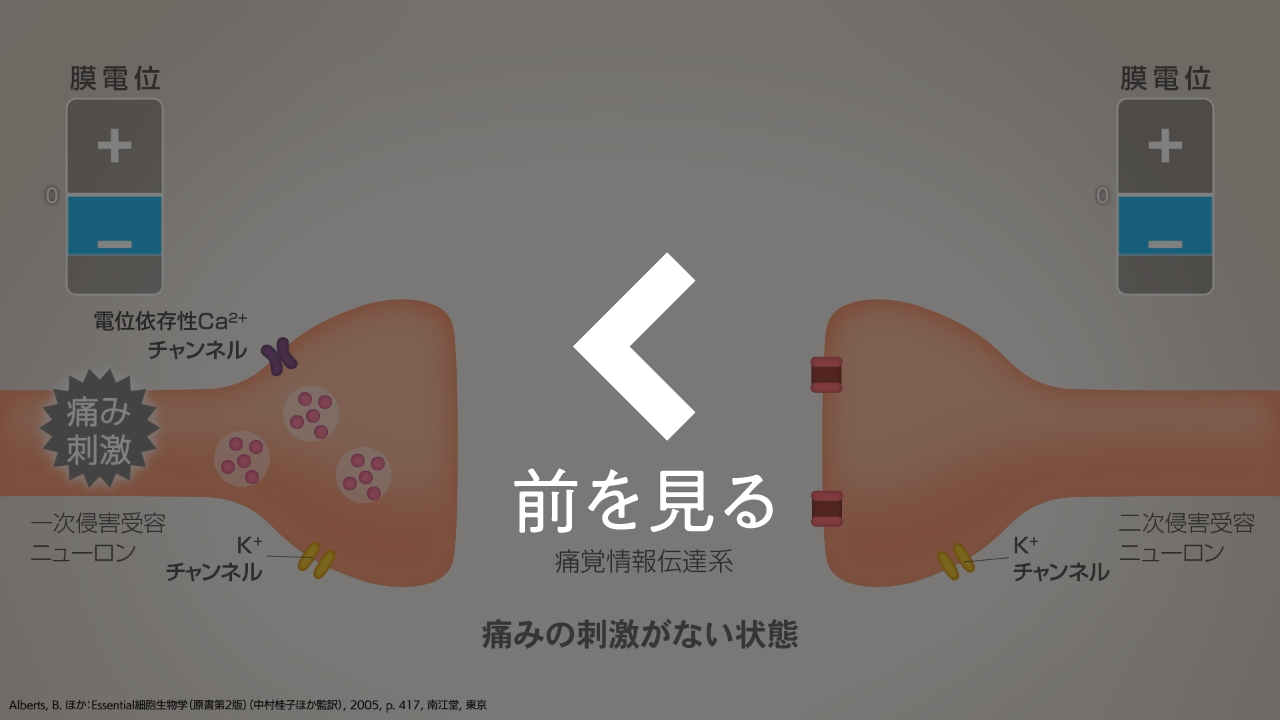 膜電位
+
0
−
膜電位
+
0
−
電位依存性Ca²⁺
チャンネル
痛み
刺激
一次侵害受容
ニューロン
K⁺
チャンネル
前を見る
痛覚情報伝達系
K⁺
チャンネル
二次侵害受容
ニューロン
痛みの刺激がない状態
Alberts, B. ほか：Essential細胞生物学（原書第2版）（中村桂子ほか監訳）, 2005, p. 417, 南江堂, 東京